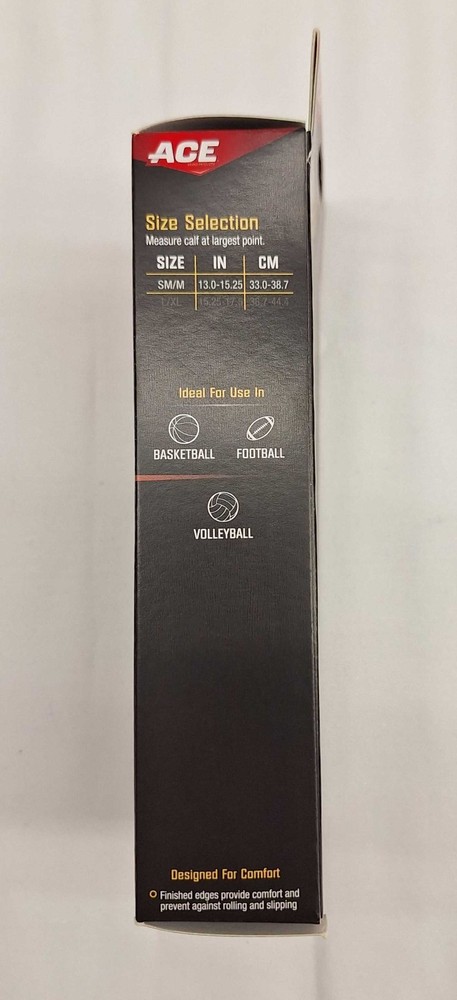 ACE
Size Selection
Measure calf at largest point.
SIZE IN CM
SM/M 13.0-15.25 33.0-38.7
L/XL
Ideal For Use In
BASKETBALL FOOTBALL
VOLLEYBALL
Designed For Comfort
Finished edges provide comfort and
prevent against rolling and slipping